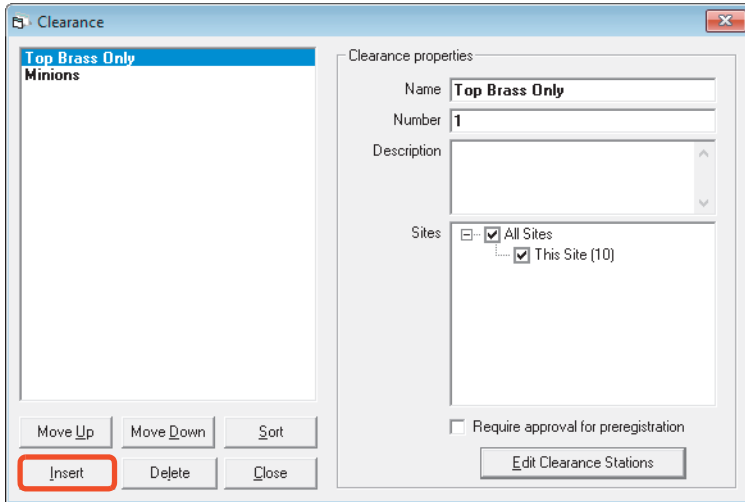 Clearance
Top Brass Only
Minions
Clearance properties
Name Top Brass Only
Number 1
Description
Sites
All Sites
This Site (10)
Move Up Move Down Sort
Insert Delete Close
Require approval for preregistration
Edit Clearance Stations